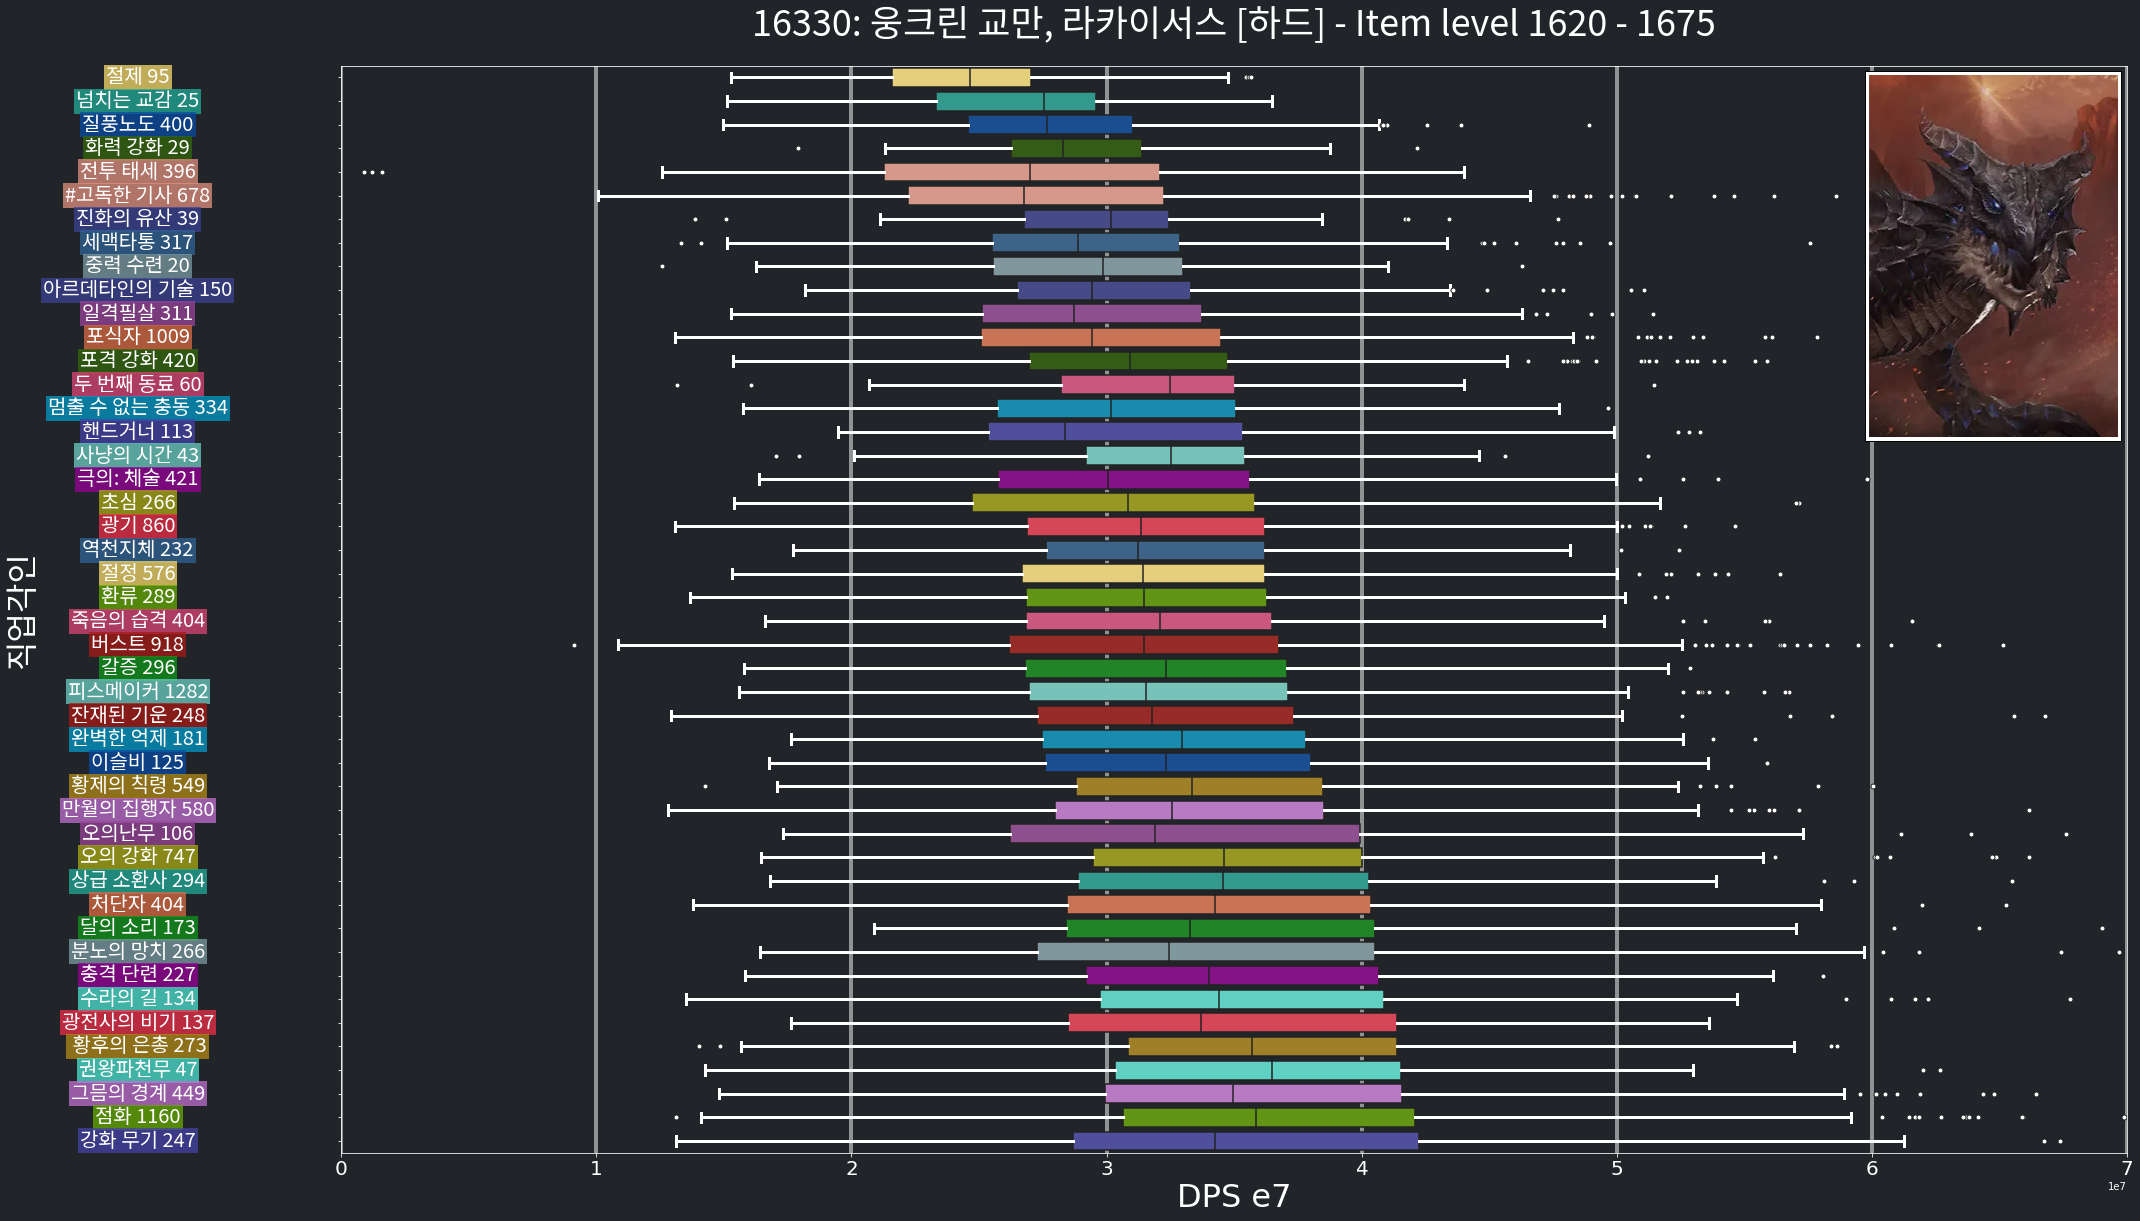 16330: 웅크린 교만, 라카이서스 [하드] - Item level 1620 - 1675
직업각인
절제 95
넘치는 교감 25
질풍노도 400
화력 강화 29
전투 태세 396
#고독한 기사 678
진화의 유산 39
세맥타통 317
중력 수련 20
아르데타인의 기술 150
일격필살 311
포식자 1009
포격 강화 420
두 번째 동료 60
멈출 수 없는 충동 334
핸드거너 113
사냥의 시간 43
극의: 체술 421
초심 266
광기 860
역천지체 232
절정 576
환류 289
죽음의 습격 404
버스트 918
갈증 296
피스메이커 1282
잔재된 기운 248
완벽한 억제 181
이슬비 125
황제의 칙령 549
만월의 집행자 580
오의난무 106
오의 강화 747
상급 소환사 294
처단자 404
달의 소리 173
분노의 망치 266
충격 단련 227
수라의 길 134
광전사의 비기 137
황후의 은총 273
권왕파천무 47
그믐의 경계 449
점화 1160
강화 무기 247
0 1 2 3 4 5 6 7
1e7
DPS e7